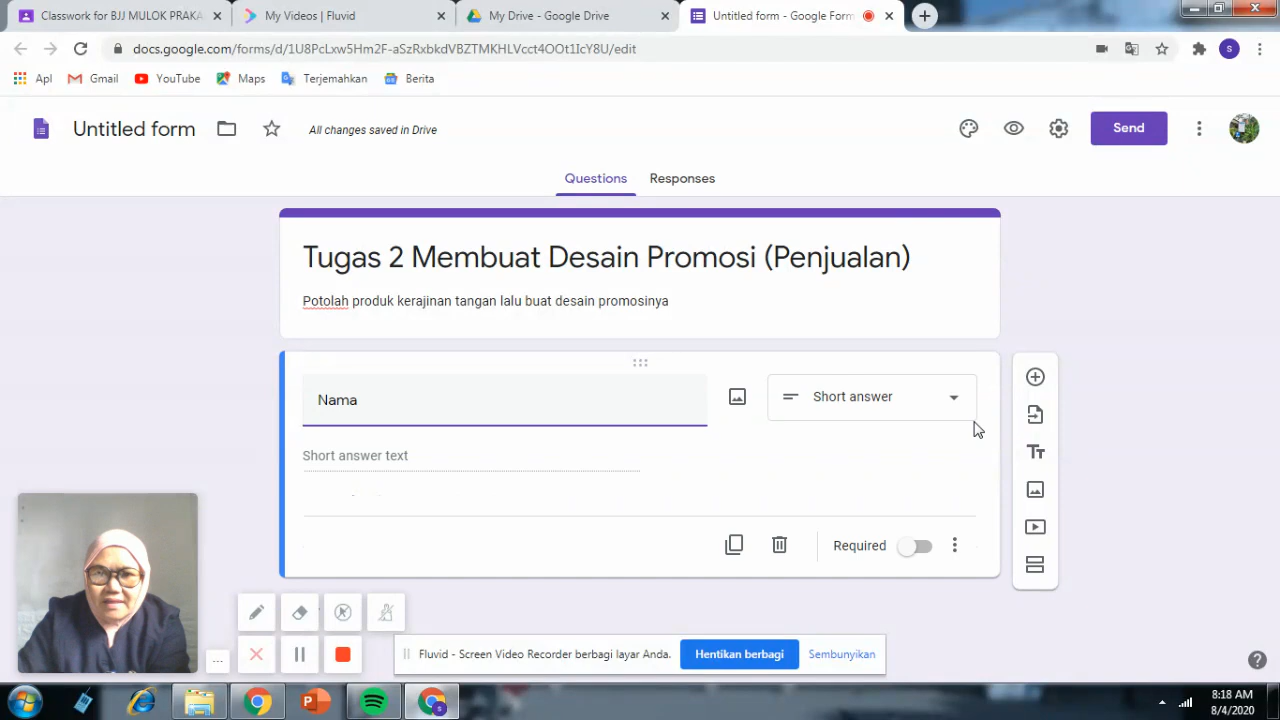 Classwork for BJJ MULOK PRAKA
My Videos | Fluvid
My Drive - Google Drive
Untitled form - Google Form
docs.google.com/forms/d/1U8PcLxw5Hm2F-aSzRxbkdVBZTMKHLVcct4OOt1IcY8U/edit
S
Apl
Gmail
YouTube
Maps
Terjemahkan
Berita
Untitled form
All changes saved in Drive
Send
Questions
Responses
Tugas 2 Membuat Desain Promosi (Penjualan)
Potolah produk kerajinan tangan lalu buat desain promosinya
Nama
Short answer
Short answer text
Required
Fluvid - Screen Video Recorder berbagi layar Anda.
Hentikan berbagi
Sembunyikan
8:18 AM
8/4/2020